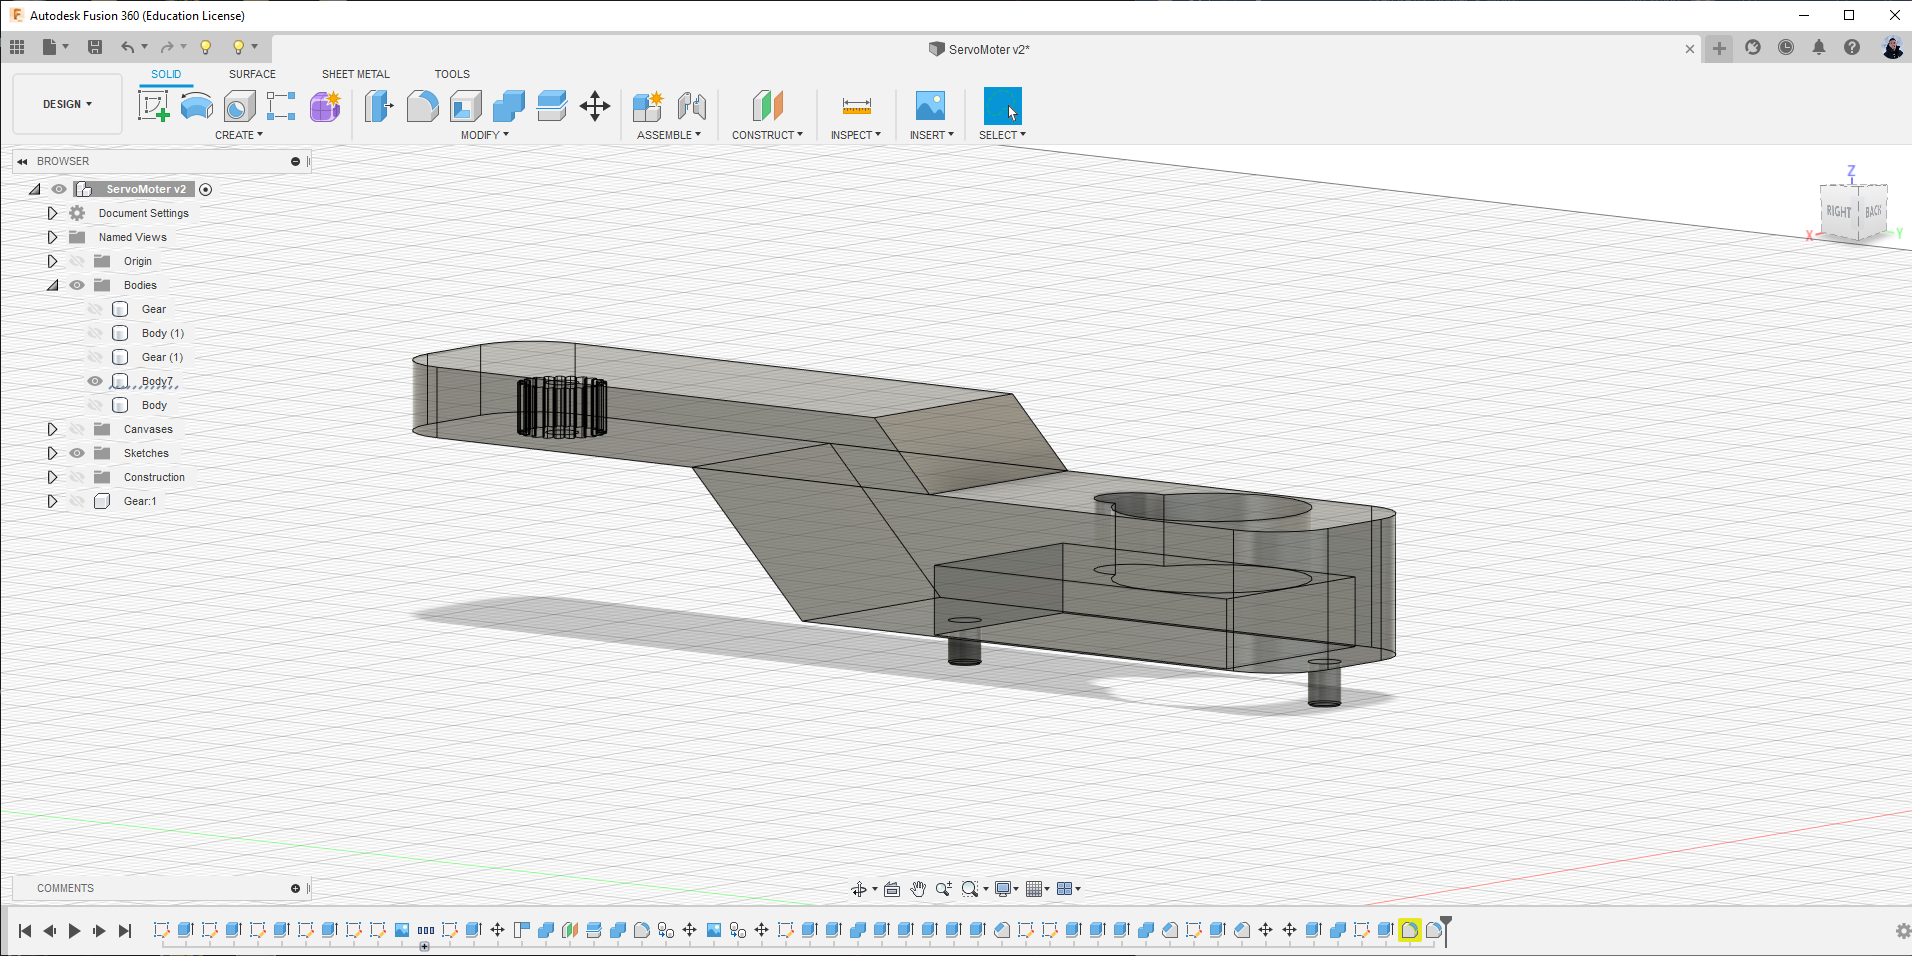 Autodesk Fusion 360 (Education License)
ServoMoter v2*
SOLID SURFACE SHEET METAL TOOLS
DESIGN
CREATE MODIFY ASSEMBLE CONSTRUCT INSPECT INSERT SELECT
BROWSER
ServoMoter v2
Document Settings
Named Views
Origin
Bodies
Gear
Body (1)
Gear (1)
Body7
Body
Canvases
Sketches
Construction
Gear:1
Z
RIGHT BACK
X Y
COMMENTS